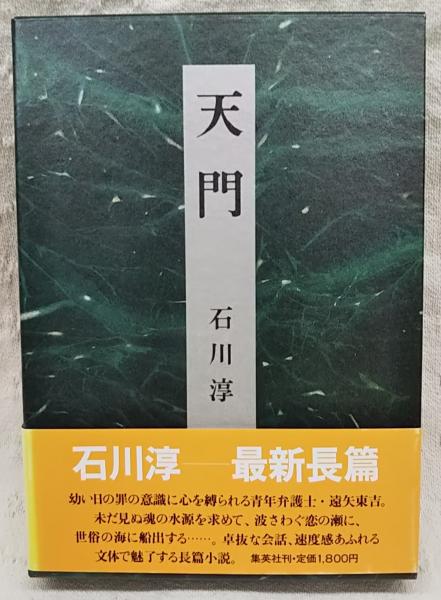 天門
石川淳
石川淳──最新長篇
幼い日の罪の意識に心を縛られる青年弁護士・遠矢東吉。
未だ見ぬ魂の水源を求めて、波さわぐ恋の瀬に、
世俗の海に船出する……。卓抜な会話、速度感あふれる
文体で魅了する長篇小説。 集英社刊・定価1,800円